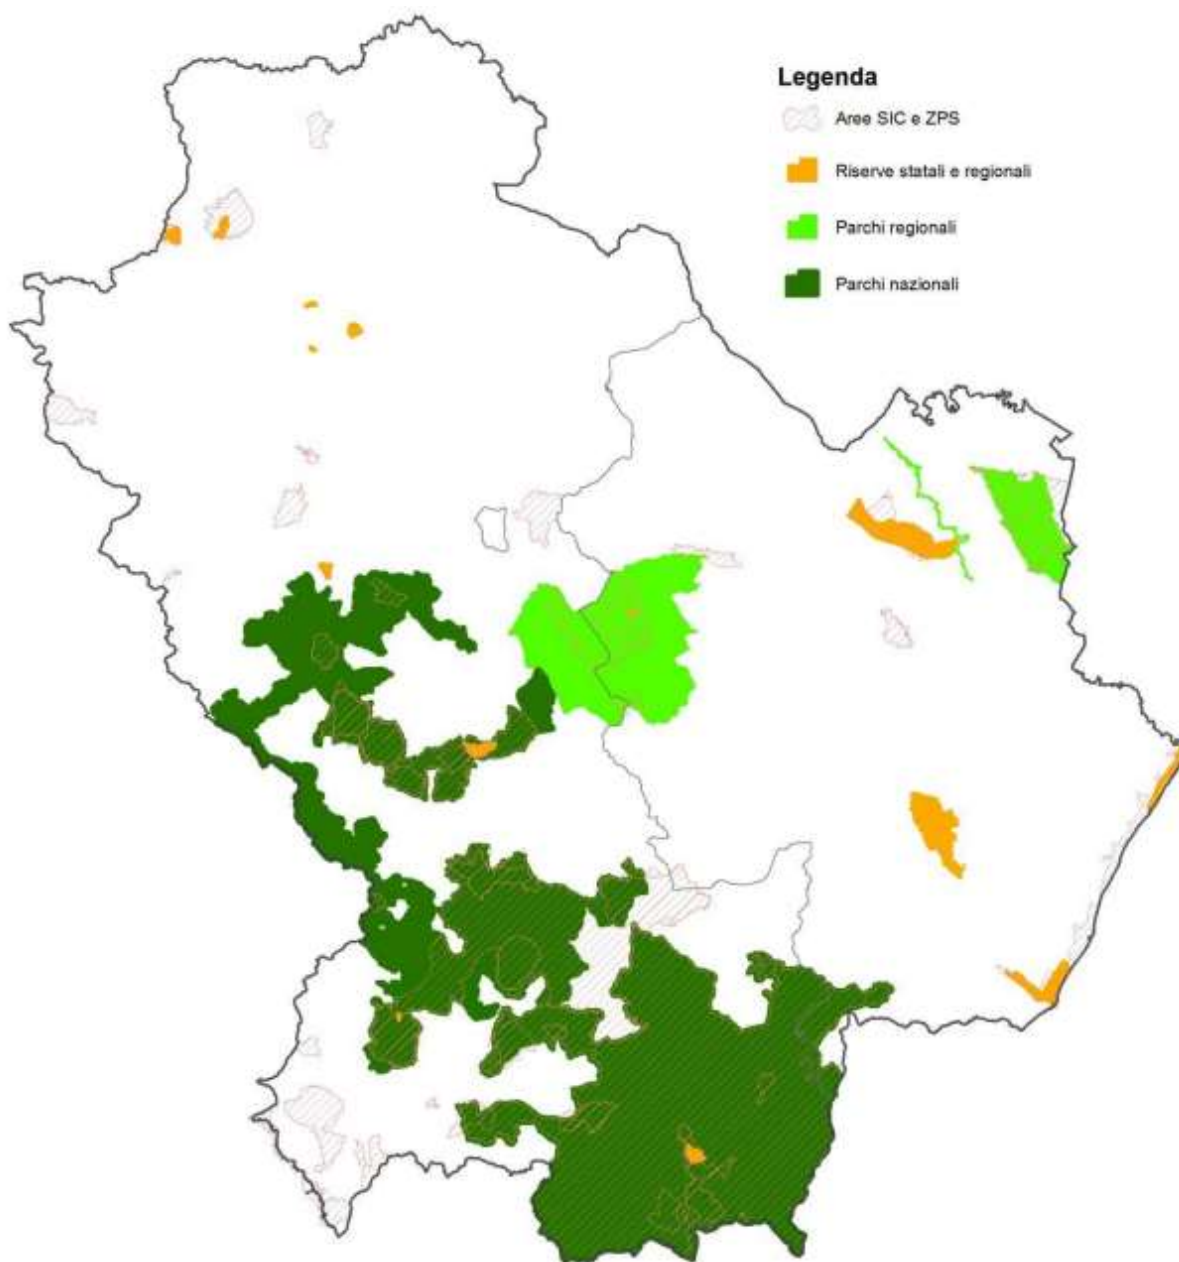 Legenda
Aree SIC e ZPS
Riserve statali e regionali
Parchi regionali
Parchi nazionali